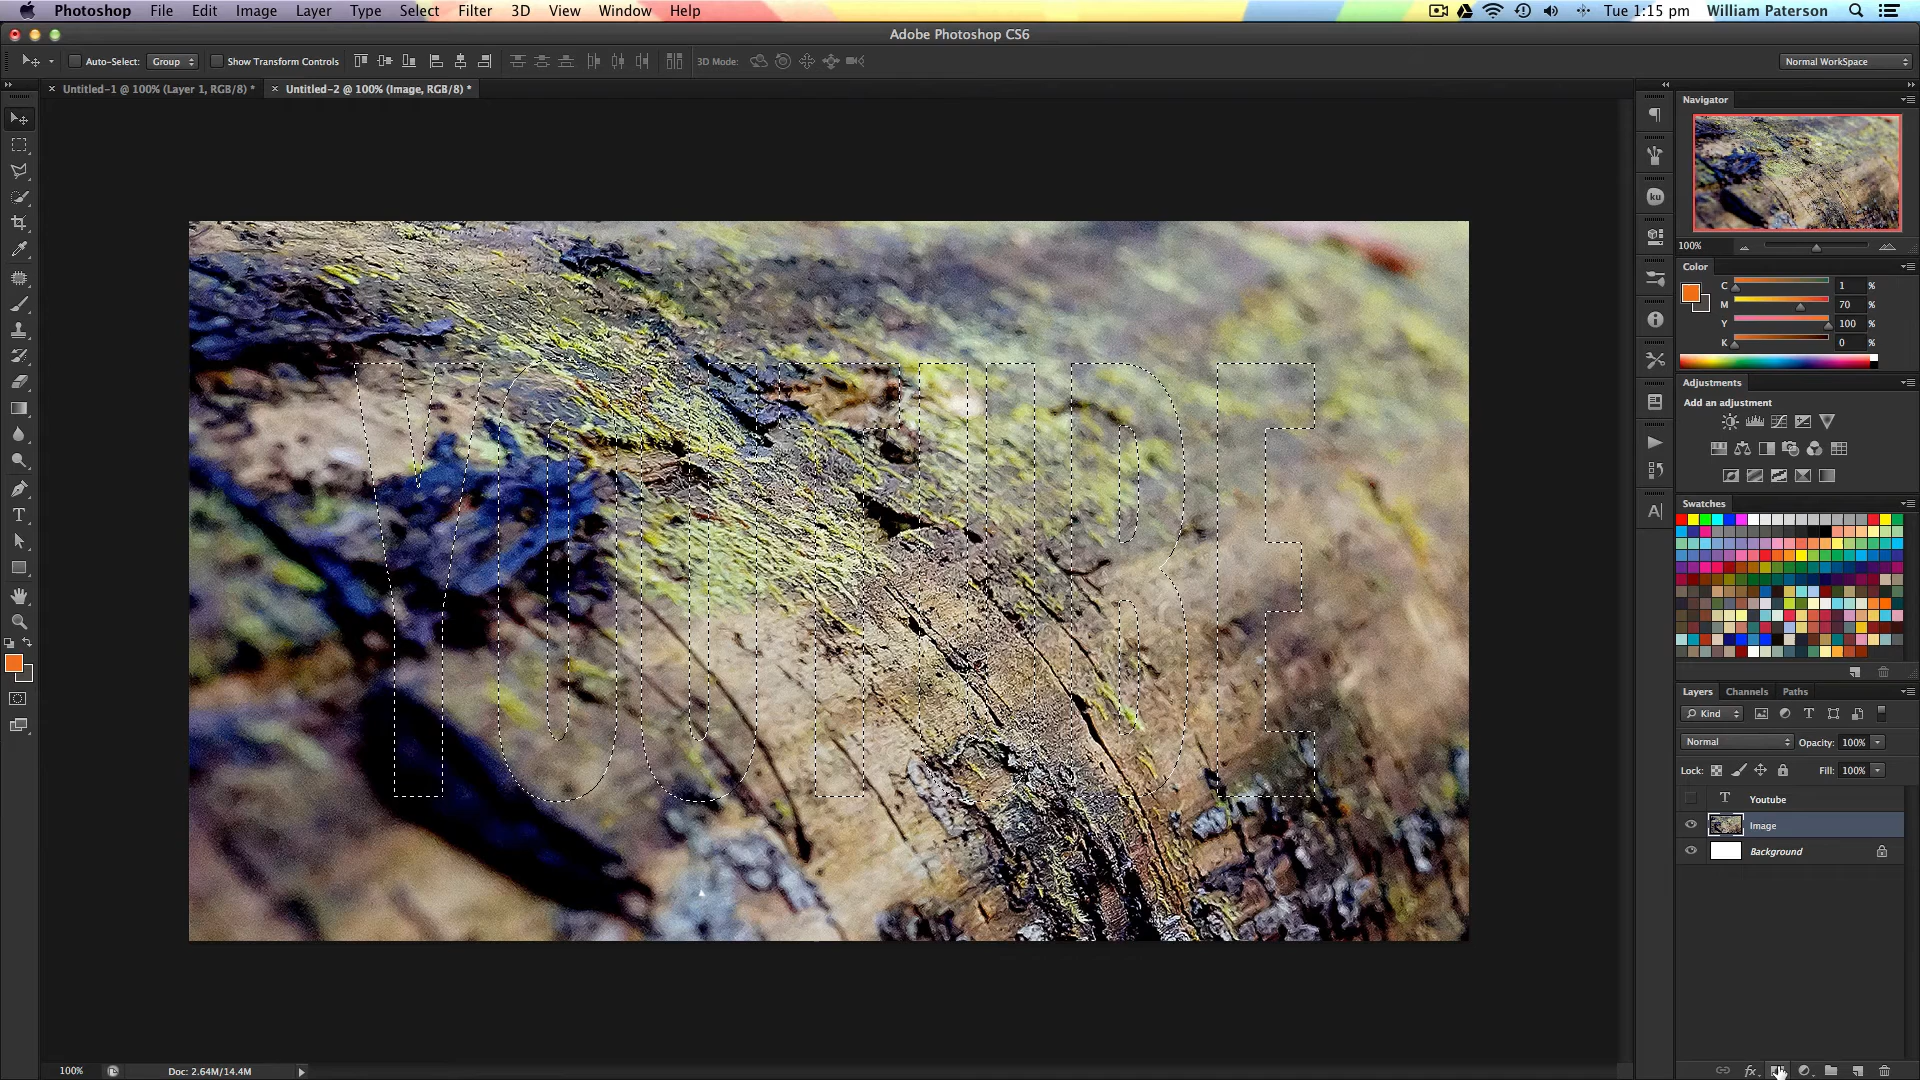 Photoshop File Edit Image Layer Type Select Filter 3D View Window Help Tue 1:15 pm William Paterson
Adobe Photoshop CS6
Auto-Select: Group Show Transform Controls 3D Mode: Normal WorkSpace
Untitled-1 @ 100% (Layer 1, RGB/8) * Untitled-2 @ 100% (Image, RGB/8) *
Navigator
ku
100%
Color
C 1 %
M 70 %
Y 100 %
K 0 %
Adjustments
Add an adjustment
Swatches
YOUTUBE
Layers Channels Paths
Kind
Normal Opacity: 100%
Lock: Fill: 100%
T Youtube
Image
Background
100% Doc: 2.64M/14.4M
fx